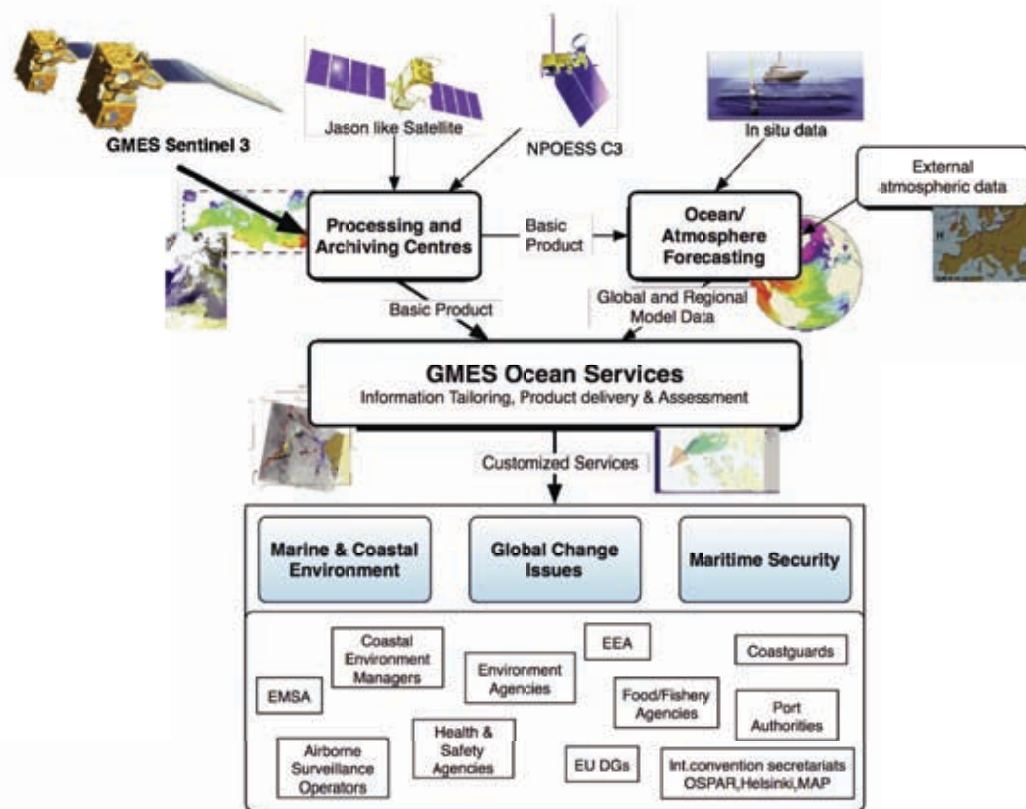 GMES Sentinel 3
Jason like Satellite
NPOESS C3
In situ data
External
atmospheric data
Processing and
Archiving Centres
Basic
Product
Ocean/
Atmosphere
Forecasting
Basic Product
Global and Regional
Model Data
GMES Ocean Services
Information Tailoring, Product delivery & Assessment
Customized Services
Marine & Coastal
Environment
Global Change
Issues
Maritime Security
EMSA
Coastal
Environment
Managers
Environment
Agencies
EEA
Food/Fishery
Agencies
Coastguards
Port
Authorities
Airborne
Surveillance
Operators
Health &
Safety
Agencies
EU DGs
Int.convention secretariats
OSPAR,Helsinki,MAP